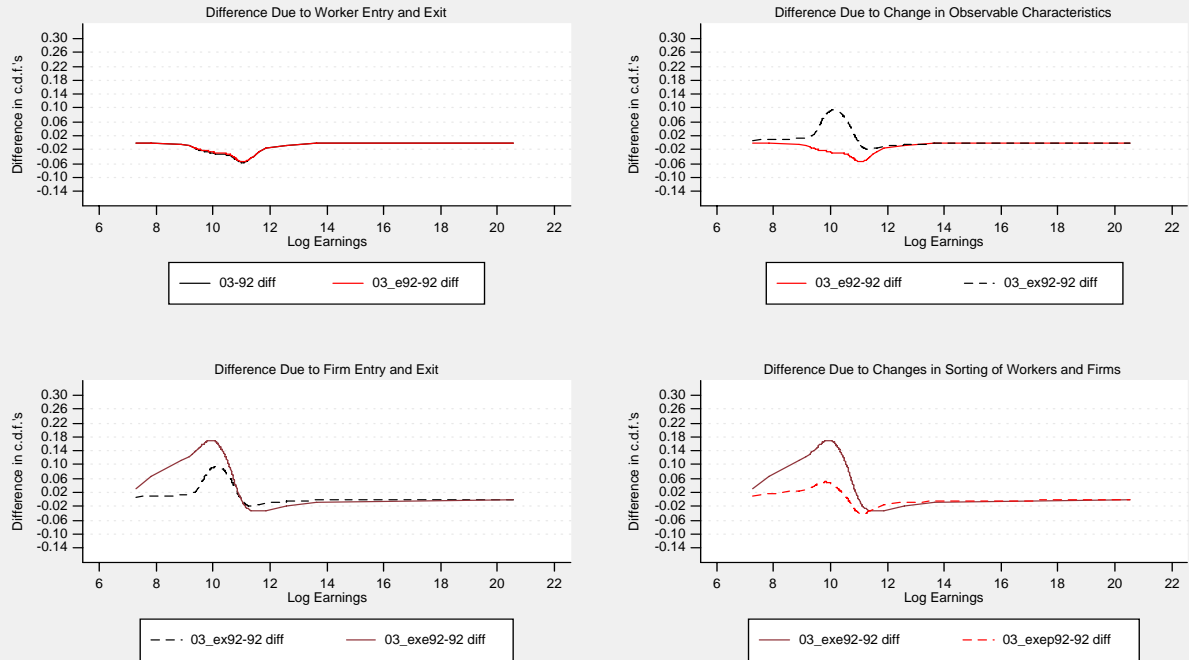 Difference Due to Worker Entry and Exit
Difference in c.d.f.'s
0.30
0.26
0.22
0.18
0.14
0.10
0.06
0.02
-0.02
-0.06
-0.10
-0.14
6 8 10 12 14 16 18 20 22
Log Earnings
03-92 diff 03_e92-92 diff
Difference Due to Change in Observable Characteristics
Difference in c.d.f.'s
0.30
0.26
0.22
0.18
0.14
0.10
0.06
0.02
-0.02
-0.06
-0.10
-0.14
6 8 10 12 14 16 18 20 22
Log Earnings
03_e92-92 diff 03_ex92-92 diff
Difference Due to Firm Entry and Exit
Difference in c.d.f.'s
0.30
0.26
0.22
0.18
0.14
0.10
0.06
0.02
-0.02
-0.06
-0.10
-0.14
6 8 10 12 14 16 18 20 22
Log Earnings
03_ex92-92 diff 03_exe92-92 diff
Difference Due to Changes in Sorting of Workers and Firms
Difference in c.d.f.'s
0.30
0.26
0.22
0.18
0.14
0.10
0.06
0.02
-0.02
-0.06
-0.10
-0.14
6 8 10 12 14 16 18 20 22
Log Earnings
03_exe92-92 diff 03_exep92-92 diff